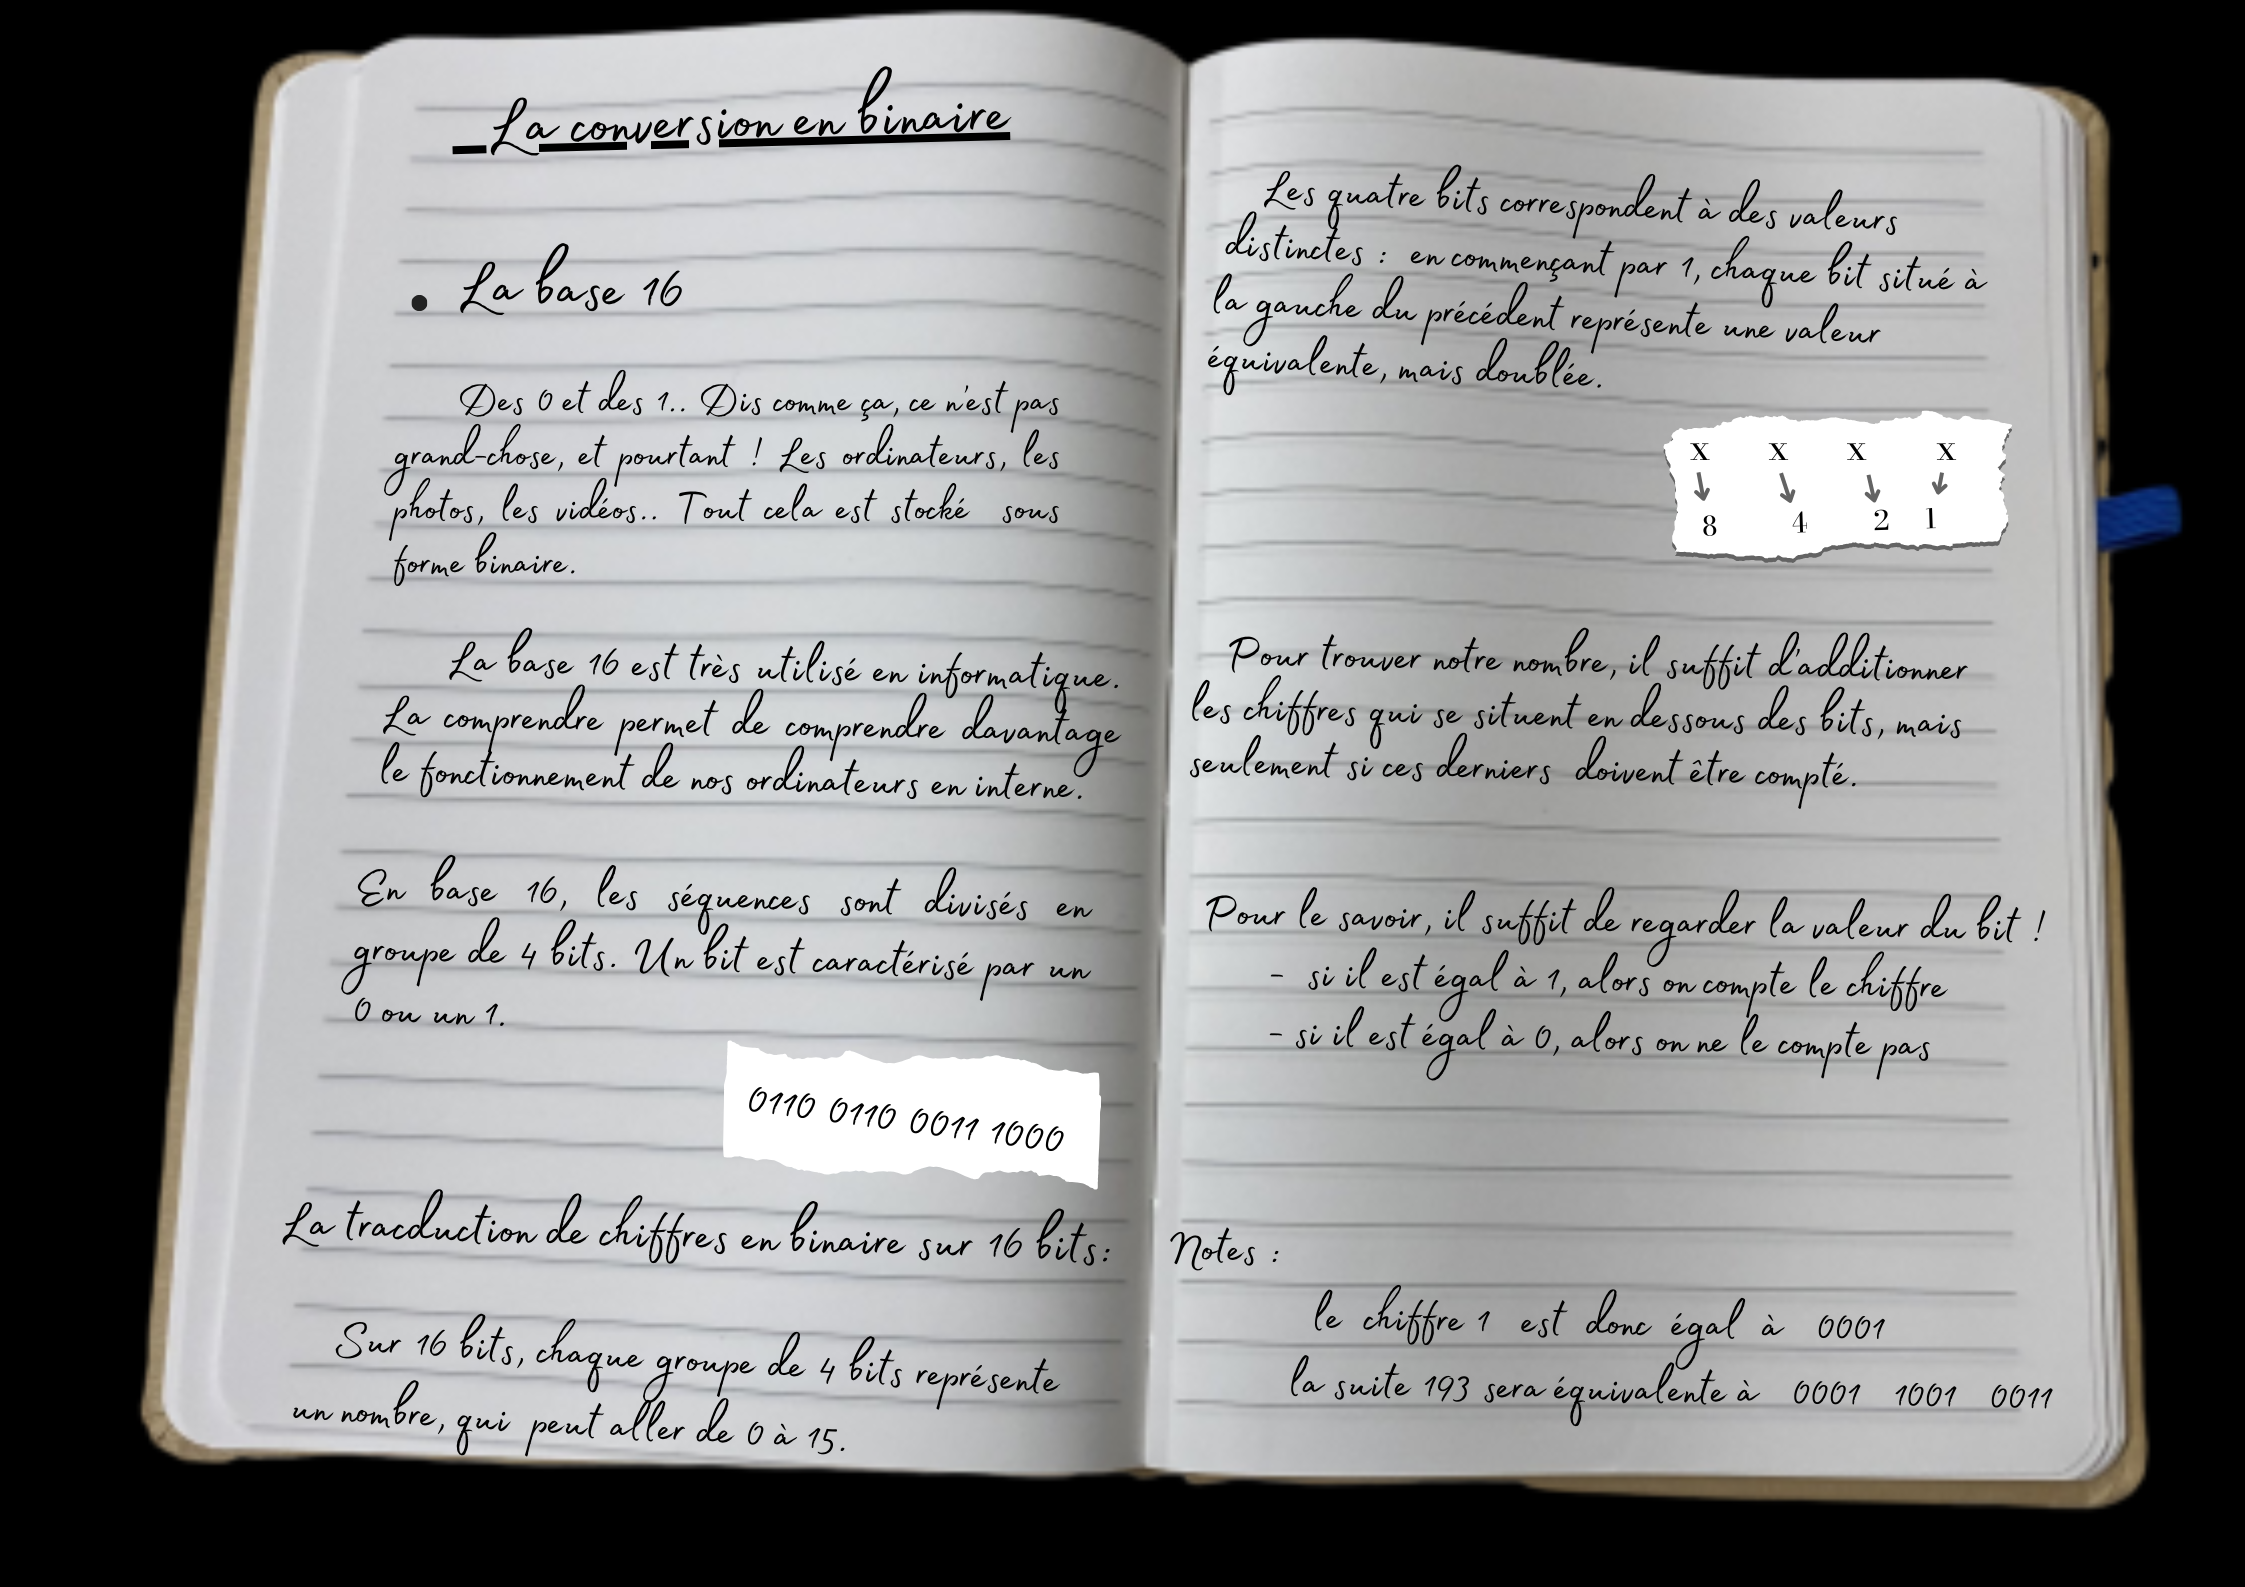 La conversion en binaire
• La base 16
Des 0 et des 1.. Dis comme ça, ce n'est pas
grand-chose, et pourtant ! Les ordinateurs, les
photos, les vidéos.. Tout cela est stocké sous
forme binaire.
La base 16 est très utilisé en informatique.
La comprendre permet de comprendre davantage
le fonctionnement de nos ordinateurs en interne.
En base 16, les séquences sont divisés en
groupe de 4 bits. Un bit est caractérisé par un
0 ou un 1.
0110 0110 0011 1000
La tracduction de chiffres en binaire sur 16 bits:
Sur 16 bits, chaque groupe de 4 bits représente
un nombre, qui peut aller de 0 à 15.
Les quatre bits correspondent à des valeurs
distinctes : en commençant par 1, chaque bit situé à
la gauche du précédent représente une valeur
équivalente, mais doublée.
x x x x
8 4 2 1
Pour trouver notre nombre, il suffit d'additionner
les chiffres qui se situent en dessous des bits, mais
seulement si ces derniers doivent être compté.
Pour le savoir, il suffit de regarder la valeur du bit !
- si il est égal à 1, alors on compte le chiffre
- si il est égal à 0, alors on ne le compte pas
Notes :
le chiffre 1 est donc égal à 0001
la suite 193 sera équivalente à 0001 1001 0011